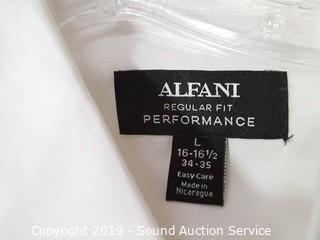 ALFANI
REGULAR FIT
PERFORMANCE
L
16-16½
34-35
Easy Care
Made in
Nicaragua
Copyright 2019 - Sound Auction Service